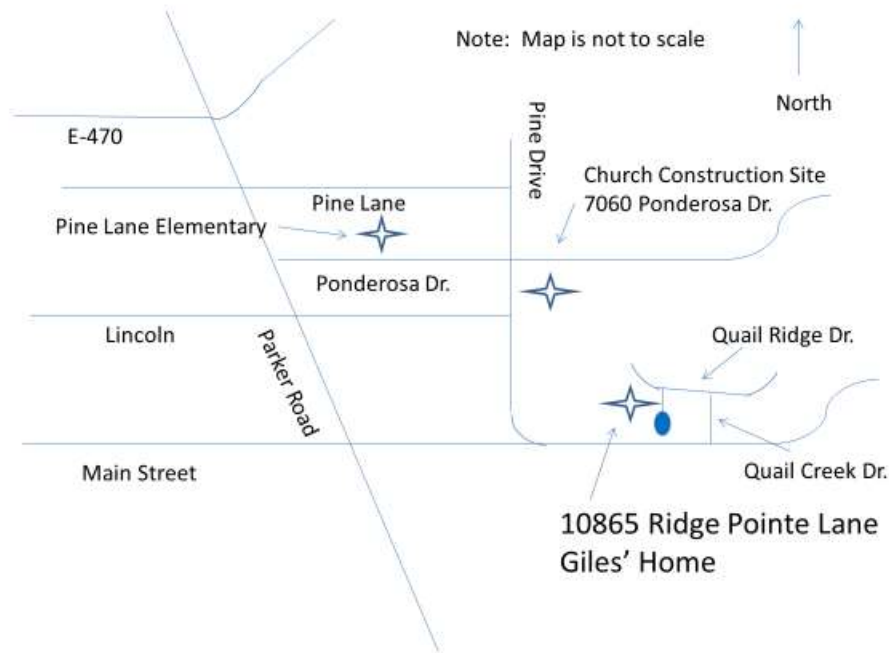 Note: Map is not to scale
North
E-470
Pine Drive
Church Construction Site
7060 Ponderosa Dr.
Pine Lane
Pine Lane Elementary
Ponderosa Dr.
Lincoln
Parker Road
Quail Ridge Dr.
Main Street
Quail Creek Dr.
10865 Ridge Pointe Lane
Giles’ Home